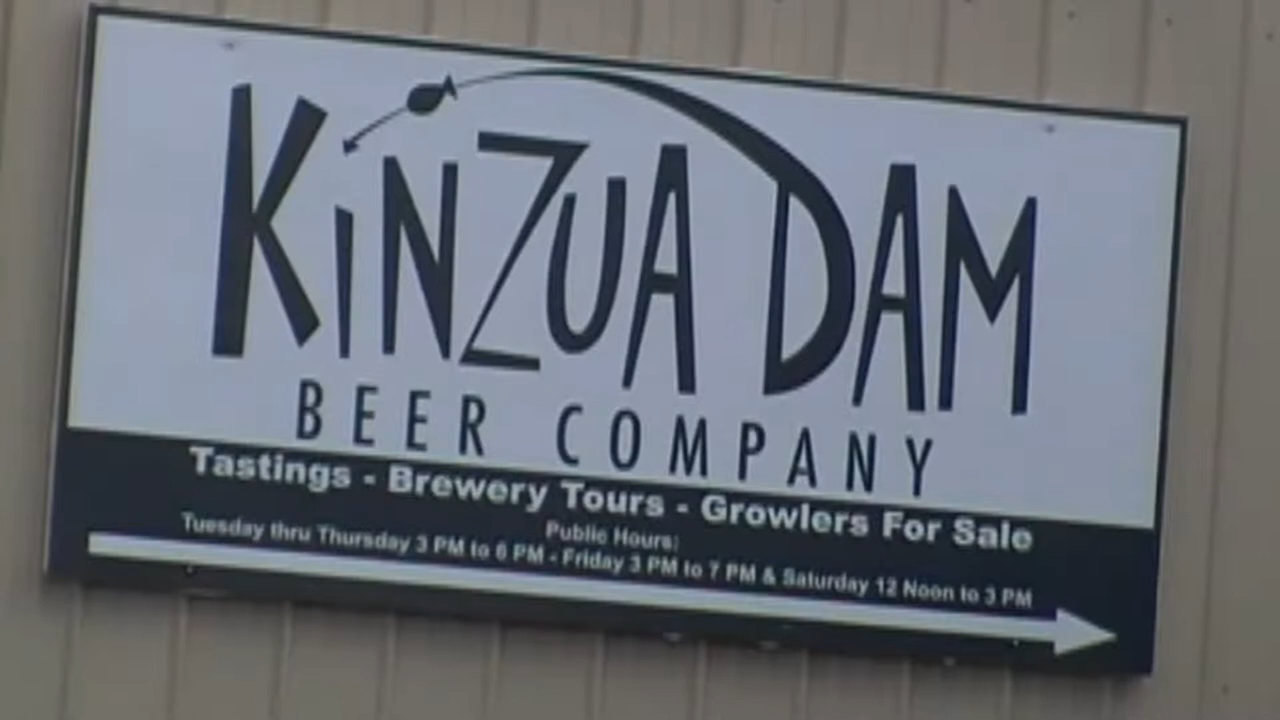 KiNZUA DAM
BEER COMPANY
Tastings - Brewery Tours - Growlers For Sale
Public Hours:
Tuesday thru Thursday 3 PM to 6 PM - Friday 3 PM to 7 PM & Saturday 12 Noon to 3 PM